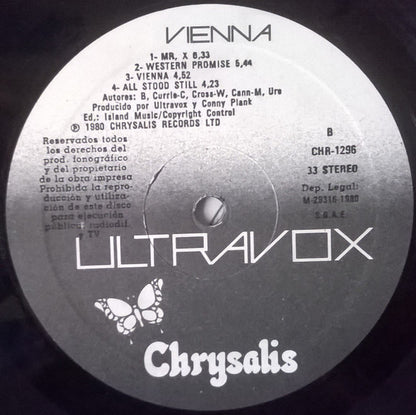 VIENNA
1- MR, X 6,33
2- WESTERN PROMISE 5,44
3- VIENNA 4,52
4- ALL STOOD STILL 4,23
Autores: B, Currie-C, Cross-W, Cann-M, Ure
Producido por Ultravox y Conny Plank
Ed,: Island Music/Copyright Control
℗ 1980 CHRYSALIS RECORDS LTD
Reservados todos
los derechos del
prod. fonográfico
y del propietario
de la obra impresa
Prohibida la repro-
ducción y utiliza-
ción de este disco
para ejecución
pública, radiodif.
y TV
B
CHR-1296
33 STEREO
Dep. Legal:
M-29316-1980
S.G.A.E.
ULTRAVOX
Chrysalis